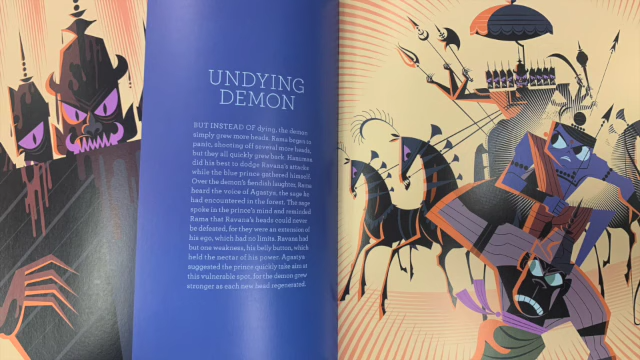 UNDYING
DEMON
BUT INSTEAD OF dying, the demon
simply grew more heads. Rama began to
panic, shooting off several more heads,
but they all quickly grew back. Hanuman
did his best to dodge Ravana's attacks
while the blue prince gathered himself.
Over the demon's fiendish laughter, Rama
heard the voice of Agastya, the sage he
had encountered in the forest. The sage
spoke in the prince's mind and reminded
Rama that Ravana's heads could never
be defeated, for they were an extension of
his ego, which had no limits. Ravana had
but one weakness, his belly button, which
held the nectar of his power. Agastya
suggested the prince quickly take aim at
this vulnerable spot, for the demon grew
stronger as each new head regenerated.